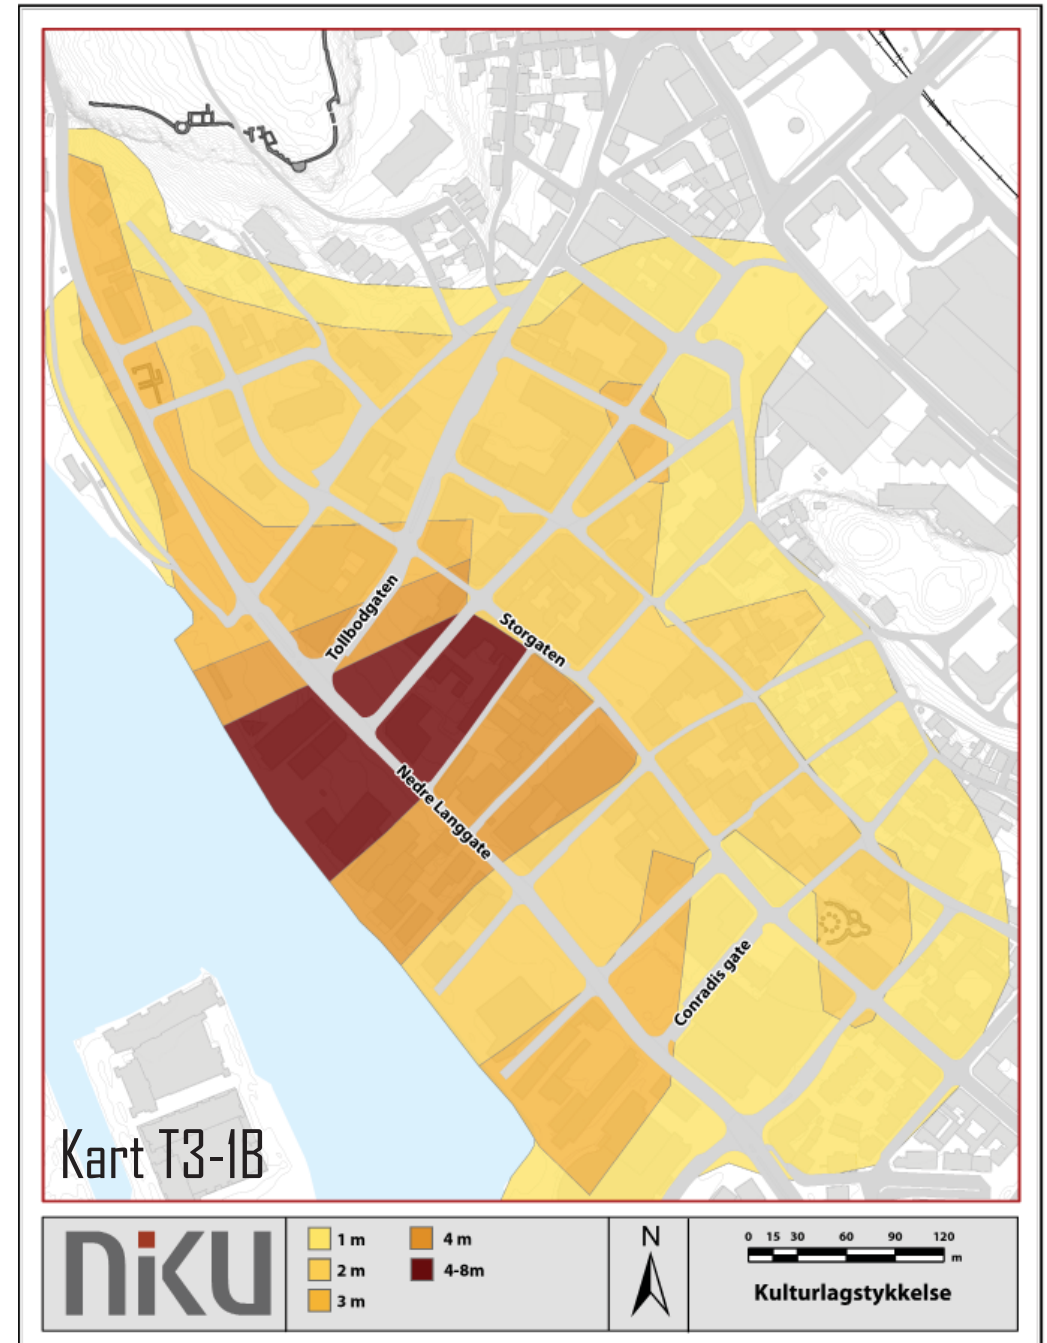 Tollbodgaten
Storgaten
Nedre Langgate
Conradis gate
Kart T3-1B
niKU
1 m
2 m
3 m
4 m
4-8m
N
0 15 30 60 90 120
m
Kulturlagstykkelse